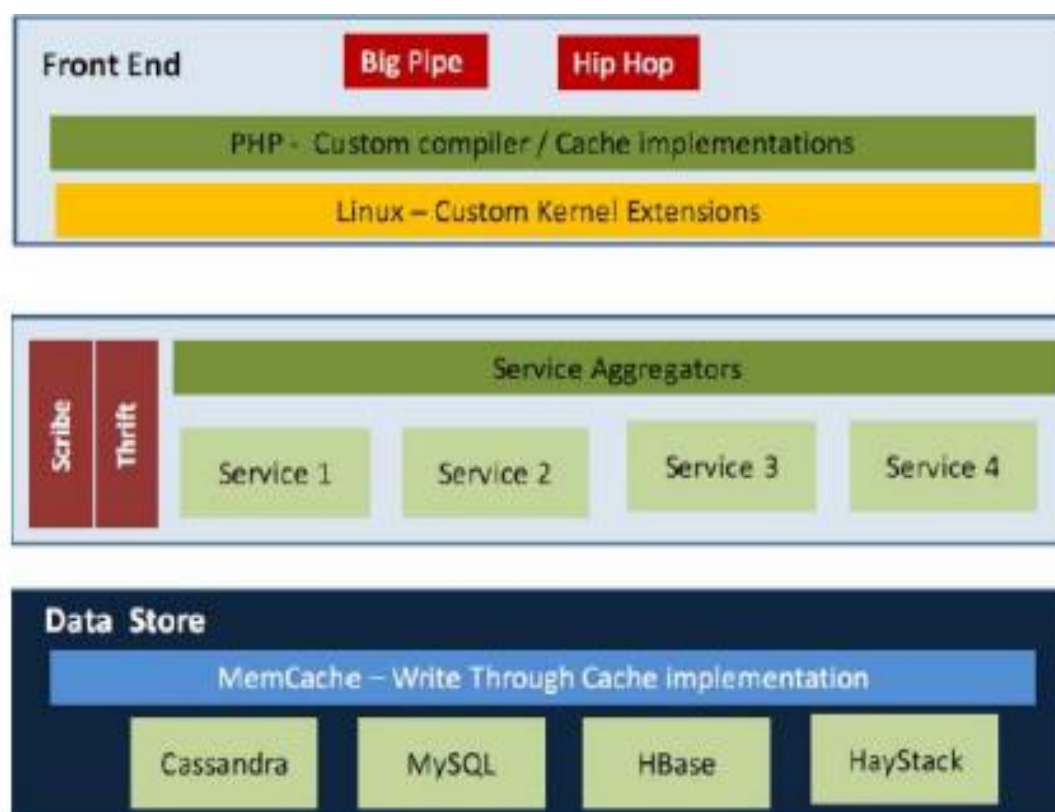 Front End
Big Pipe
Hip Hop
PHP - Custom compiler / Cache implementations
Linux – Custom Kernel Extensions
Scribe
Thrift
Service Aggregators
Service 1
Service 2
Service 3
Service 4
Data Store
MemCache – Write Through Cache implementation
Cassandra
MySQL
HBase
HayStack